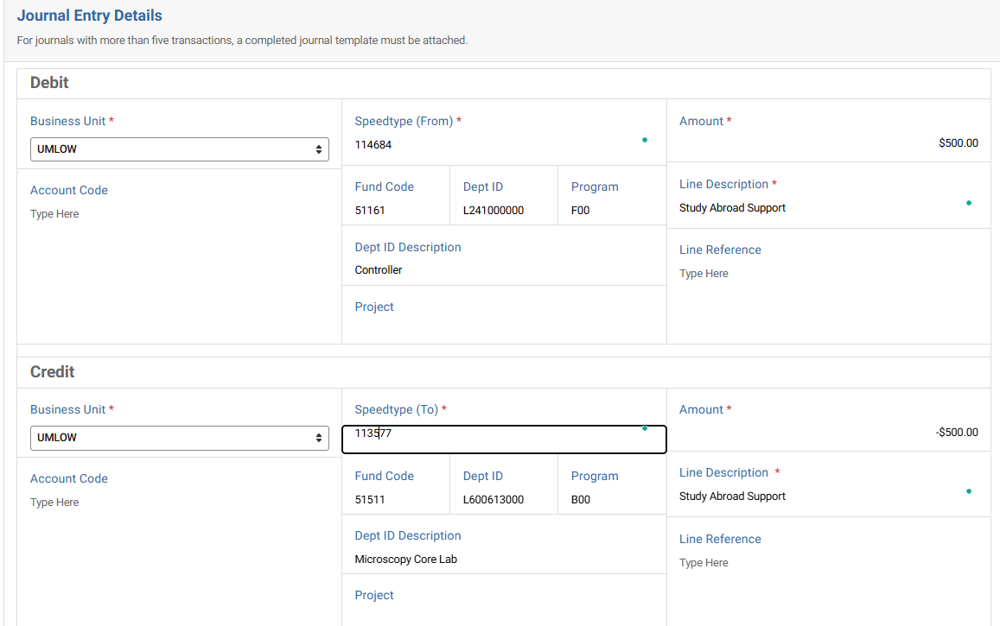 Journal Entry Details
For journals with more than five transactions, a completed journal template must be attached.
Debit
Business Unit *
UMLOW
Account Code
Type Here
Speedtype (From) *
114684
Fund Code
51161
Dept ID
L241000000
Program
F00
Dept ID Description
Controller
Project
Amount *
$500.00
Line Description *
Study Abroad Support
Line Reference
Type Here
Credit
Business Unit *
UMLOW
Account Code
Type Here
Speedtype (To) *
113577
Fund Code
51511
Dept ID
L600613000
Program
B00
Dept ID Description
Microscopy Core Lab
Project
Amount *
-$500.00
Line Description *
Study Abroad Support
Line Reference
Type Here